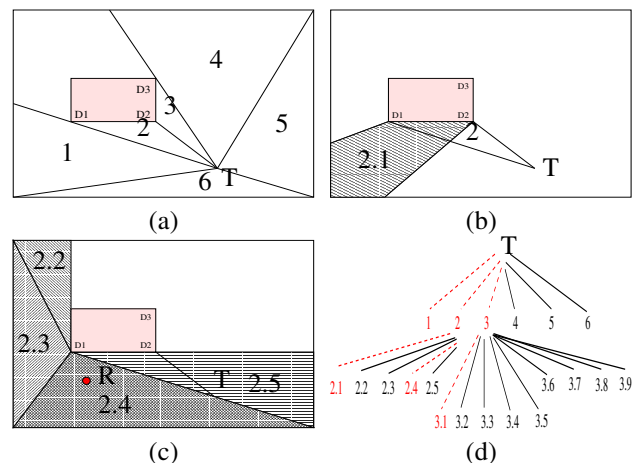 4
D3
3
D1
D2
2
1
5
6
T
(a)
D3
D1
D2
2
2.1
T
(b)
2.2
D3
D1
D2
2.3
R
T
2.5
2.4
(c)
T
1 2 3 4 5 6
2.1 2.2 2.3 2.4 2.5 3.6 3.7 3.8 3.9
3.1 3.2 3.3 3.4 3.5
(d)